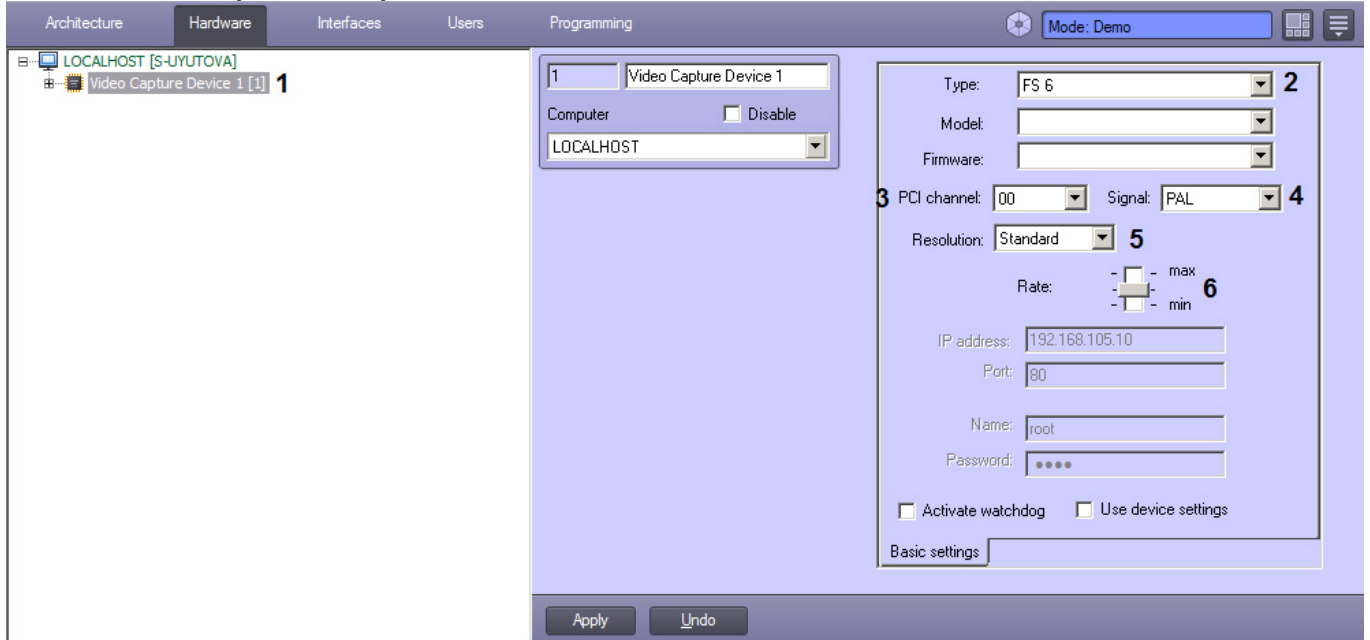 Architecture Hardware Interfaces Users Programming Mode: Demo
LOCALHOST [S-UYUTOVA]
Video Capture Device 1 [1] 1
1 Video Capture Device 1
Computer Disable
LOCALHOST
Type: FS 6 2
Model:
Firmware:
3 PCI channel: 00 Signal: PAL 4
Resolution: Standard 5
Rate: max
6
min
IP address: 192.168.105.10
Port: 80
Name: root
Password: ●●●●
Activate watchdog Use device settings
Basic settings
Apply Undo